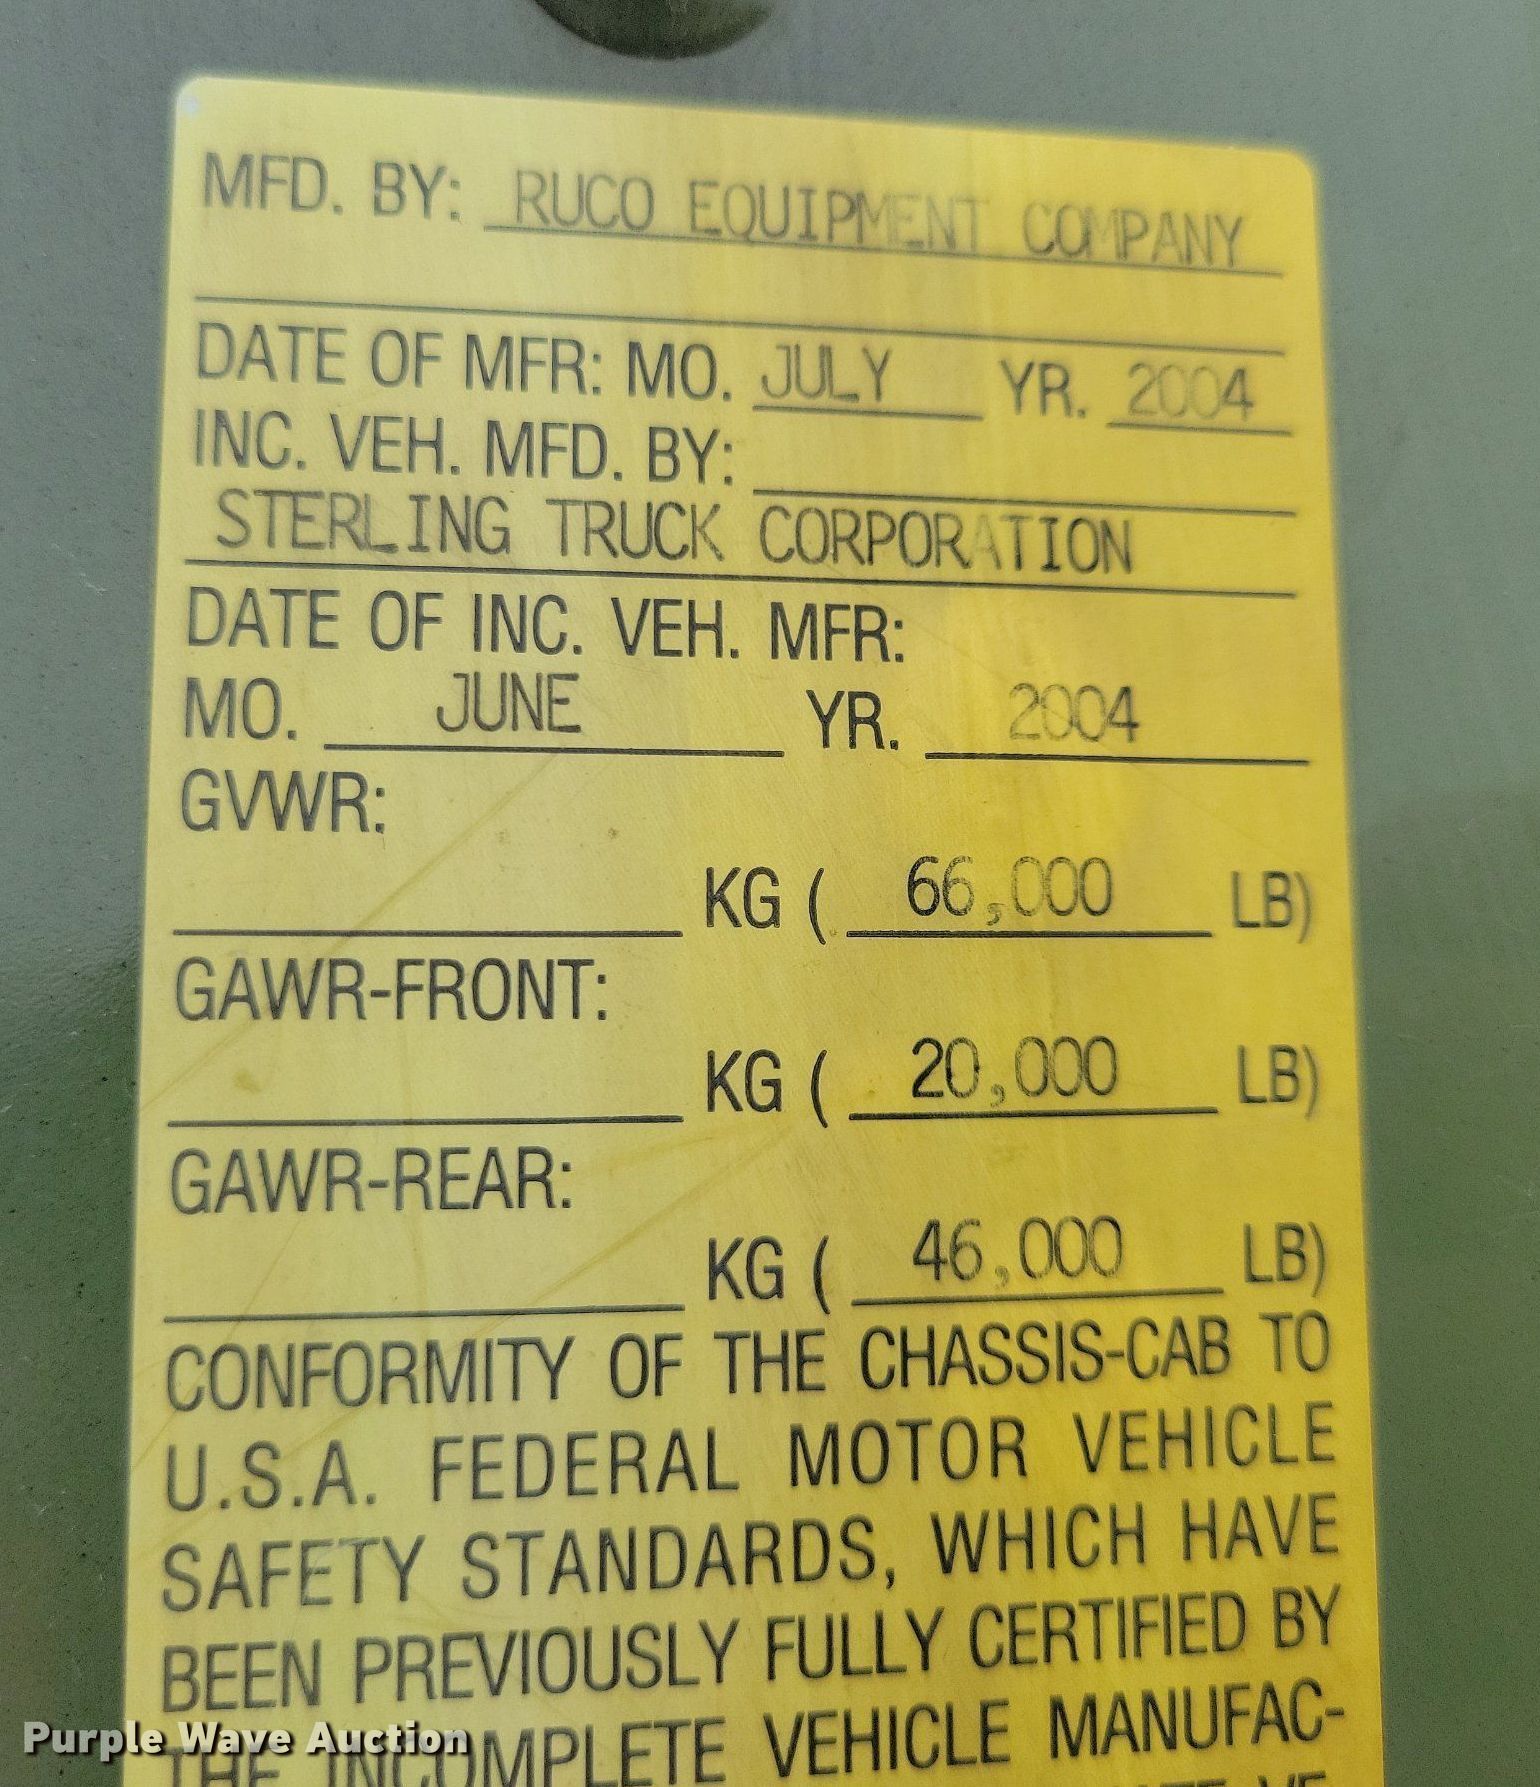 MFD. BY: RUCO EQUIPMENT COMPANY
DATE OF MFR: MO. JULY YR. 2004
INC. VEH. MFD. BY:
STERLING TRUCK CORPORATION
DATE OF INC. VEH. MFR:
MO. JUNE YR. 2004
GVWR:
KG ( 66,000 LB)
GAWR-FRONT:
KG ( 20,000 LB)
GAWR-REAR:
KG ( 46,000 LB)
CONFORMITY OF THE CHASSIS-CAB TO
U.S.A. FEDERAL MOTOR VEHICLE
SAFETY STANDARDS, WHICH HAVE
BEEN PREVIOUSLY FULLY CERTIFIED BY
THE INCOMPLETE VEHICLE MANUFAC-
Purple Wave Auction